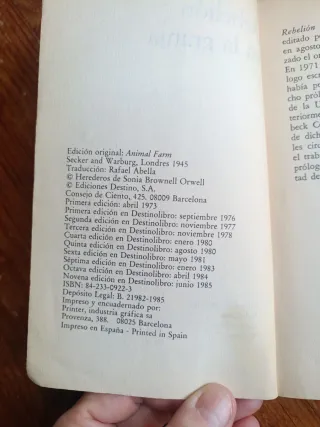 Edición original: Animal Farm
Secker and Warburg, Londres 1945
Traducción: Rafael Abella
© Herederos de Sonia Brownell Orwell
© Ediciones Destino, S.A.
Consejo de Ciento, 425. 08009 Barcelona
Primera edición: abril 1973
Primera edición en Destinolibro: septiembre 1976
Segunda edición en Destinolibro: noviembre 1977
Tercera edición en Destinolibro: noviembre 1978
Cuarta edición en Destinolibro: enero 1980
Quinta edición en Destinolibro: agosto 1980
Sexta edición en Destinolibro: mayo 1981
Séptima edición en Destinolibro: enero 1983
Octava edición en Destinolibro: abril 1984
Novena edición en Destinolibro: junio 1985
ISBN: 84-233-0922-3
Depósito Legal: B. 21982-1985
Impreso y encuadernado por:
Printer, industria gráfica sa
Provenza, 388. 08025 Barcelona
Impreso en España - Printed in Spain
Rebelión
editado p
en agost
zado el o
En 1971
logo escr
había p
cho pról
de la U
teriorme
beck C
de dich
les circ
el trab
prólog
vista